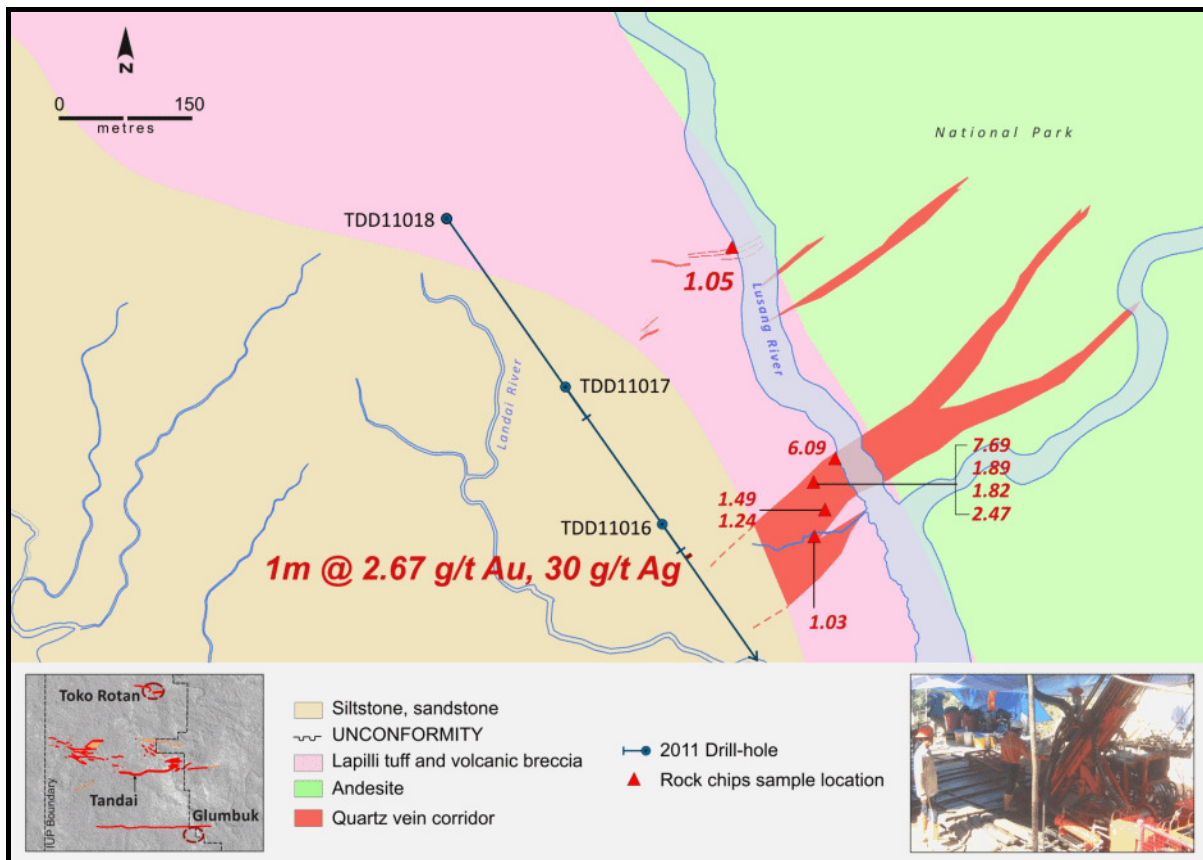 N
0 150
metres
National Park
TDD11018
1.05
Lusang River
TDD11017
Landai River
6.09
7.69
1.89
1.82
2.47
1.49
1.24
TDD11016
1m @ 2.67 g/t Au, 30 g/t Ag
1.03
Toko Rotan
Tandai
Glumbuk
IUP Boundary
Siltstone, sandstone
UNCONFORMITY
Lapilli tuff and volcanic breccia
Andesite
Quartz vein corridor
2011 Drill-hole
Rock chips sample location